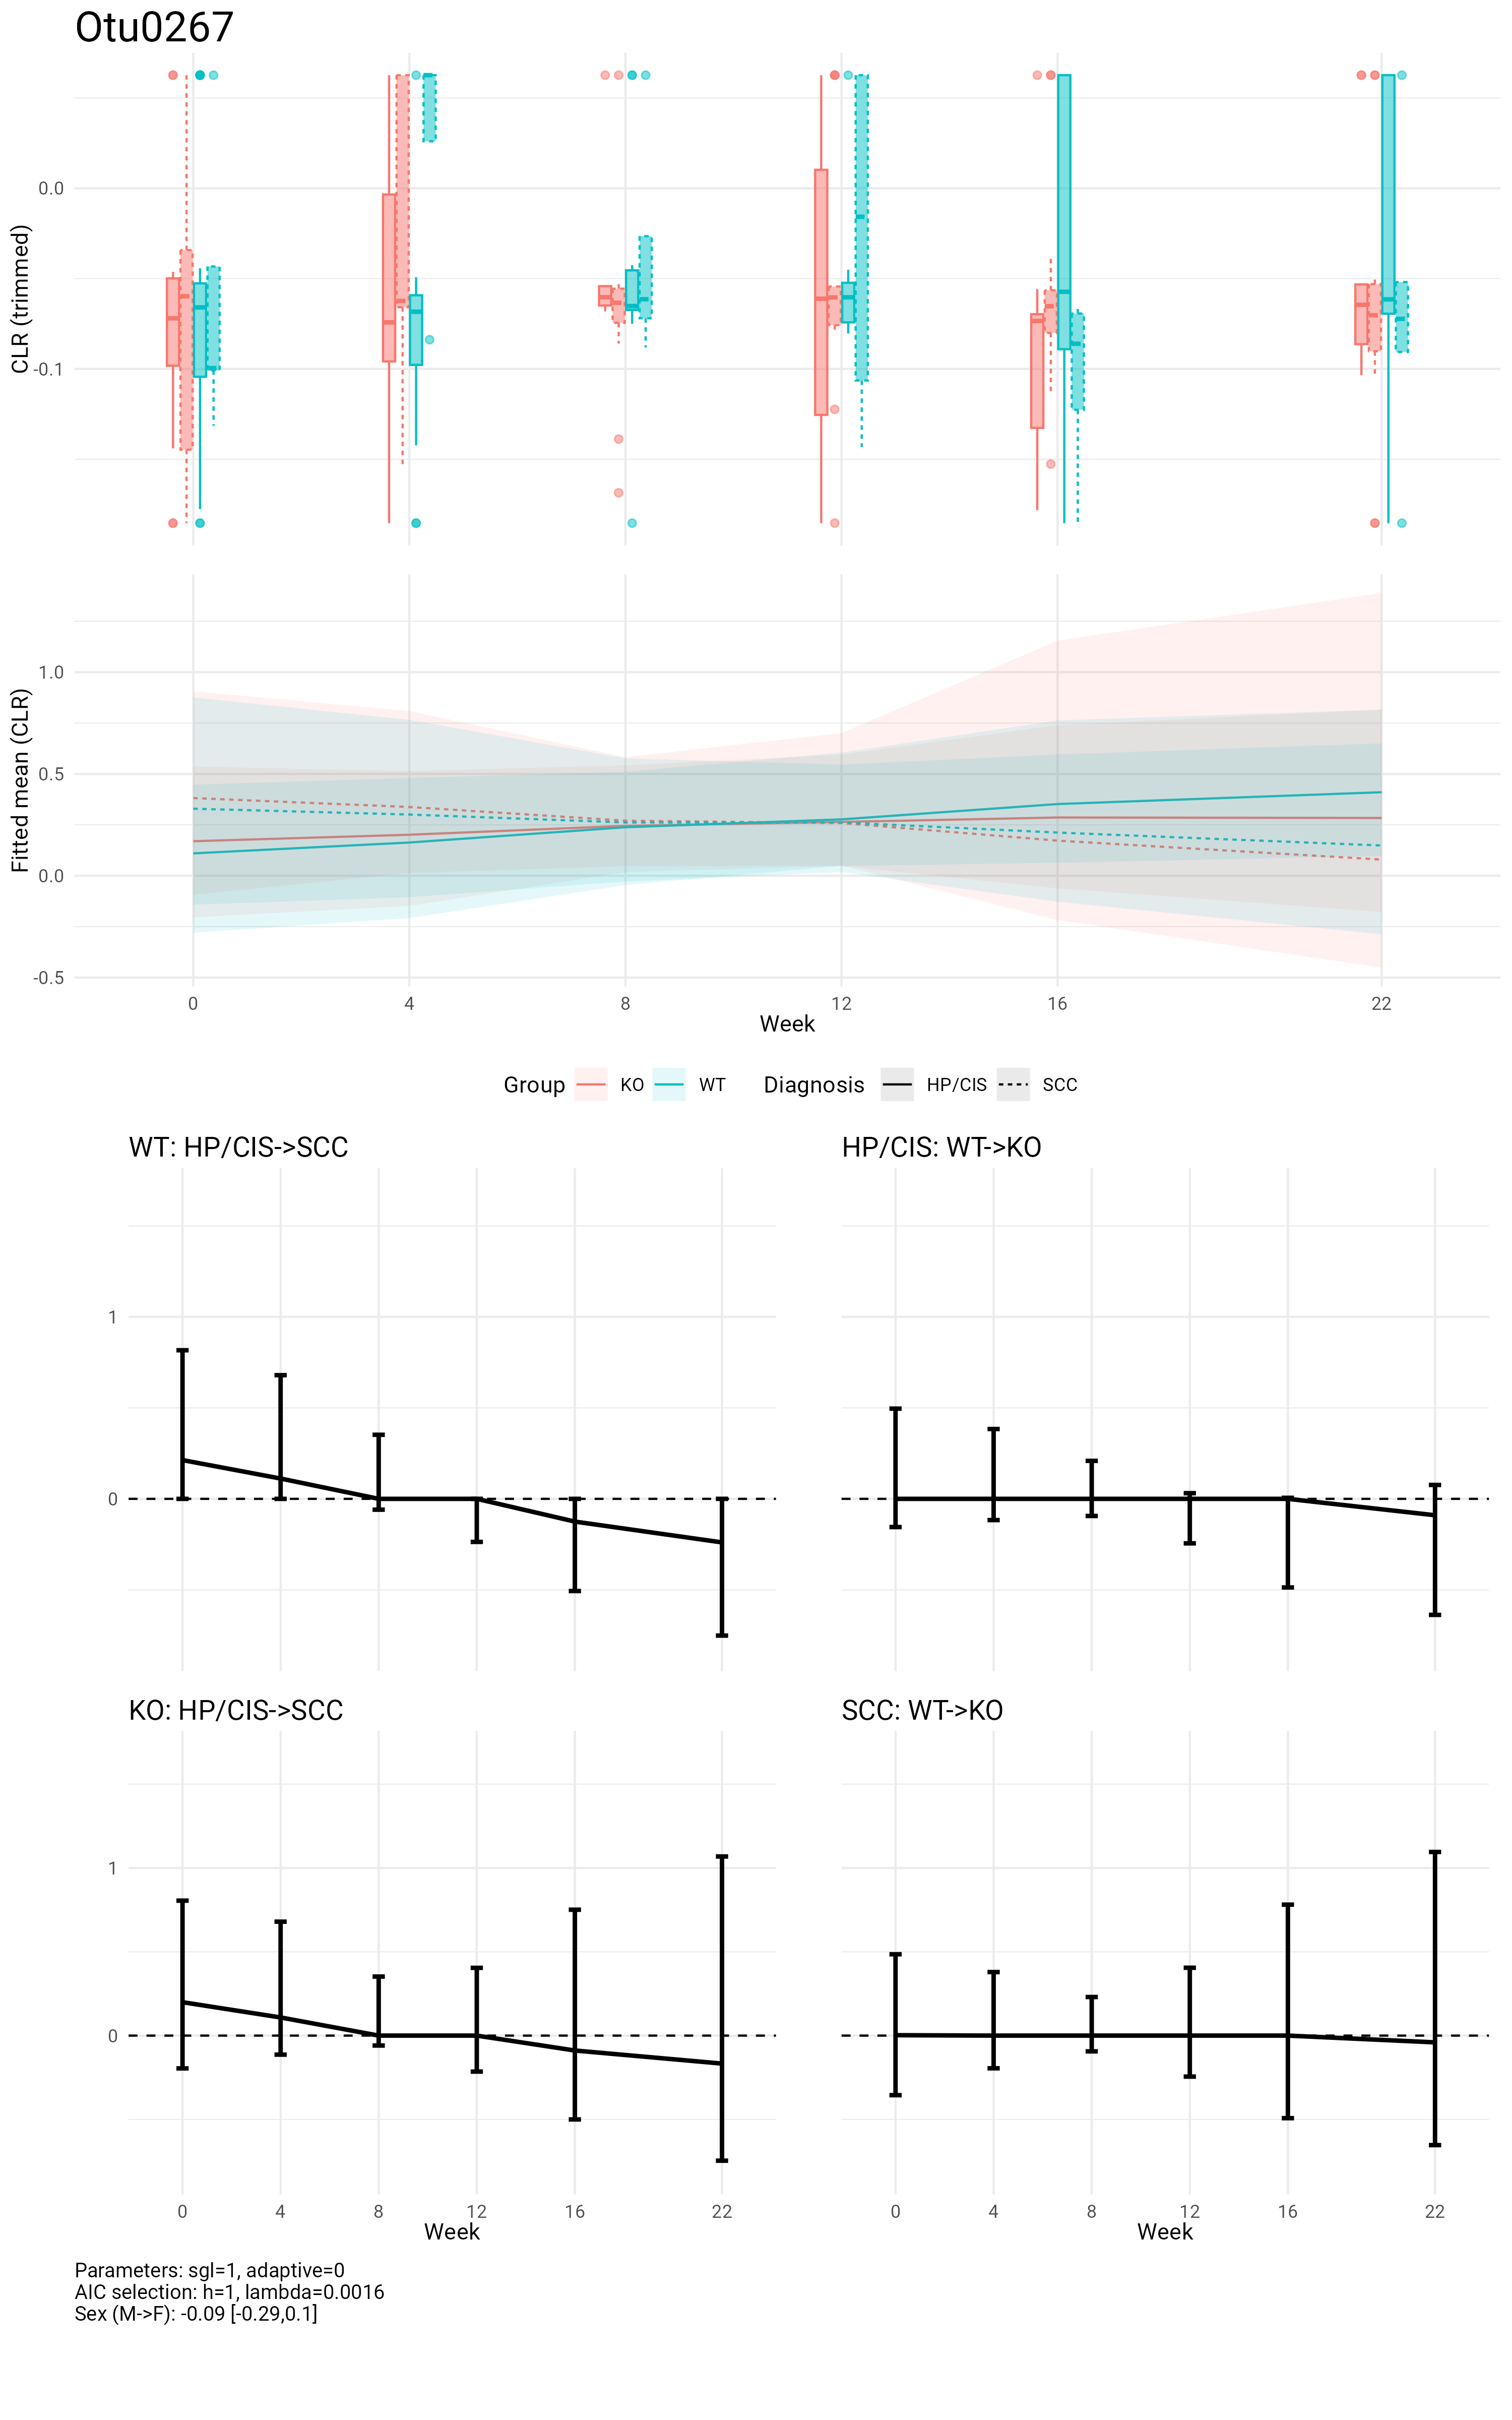 Otu0267
CLR (trimmed)
0.0
-0.1
Fitted mean (CLR)
1.0
0.5
0.0
-0.5
0 4 8 12 16 22
Week
Group KO WT Diagnosis HP/CIS SCC
WT: HP/CIS->SCC HP/CIS: WT->KO
1
0
KO: HP/CIS->SCC SCC: WT->KO
1
0
0 4 8 12 16 22 0 4 8 12 16 22
Week Week
Parameters: sgl=1, adaptive=0
AIC selection: h=1, lambda=0.0016
Sex (M->F): -0.09 [-0.29,0.1]